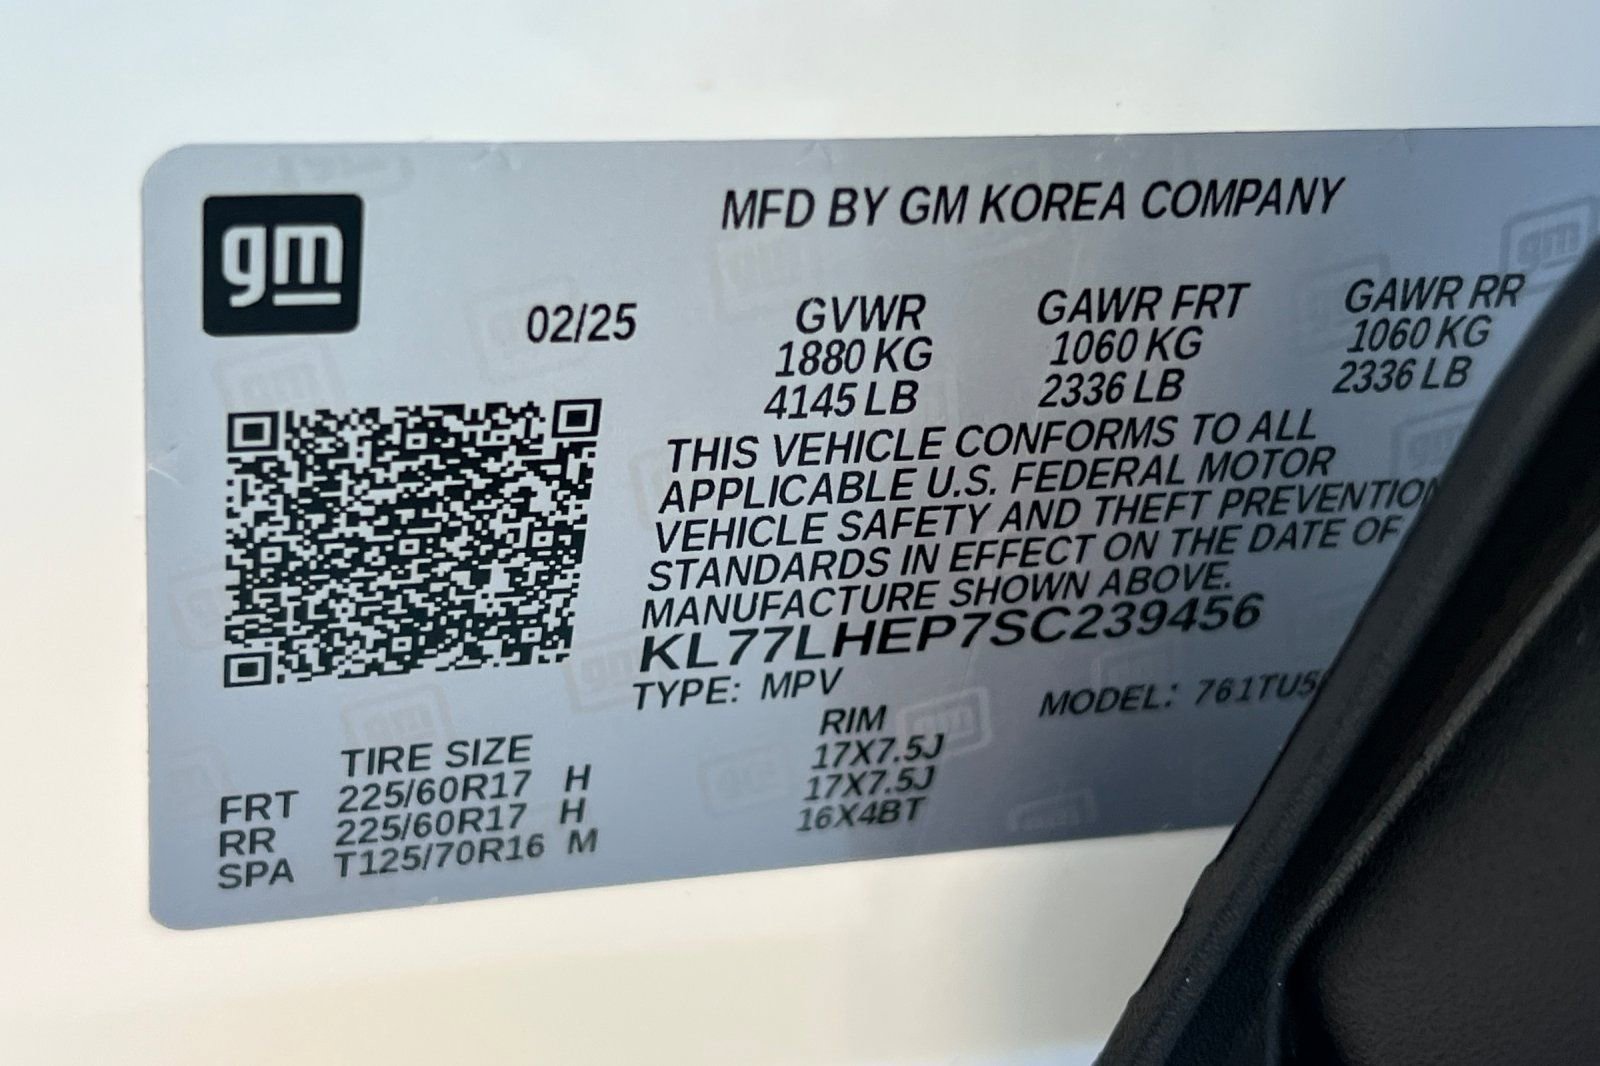 gm
MFD BY GM KOREA COMPANY
02/25
GVWR GAWR FRT GAWR RR
1880 KG 1060 KG 1060 KG
4145 LB 2336 LB 2336 LB
THIS VEHICLE CONFORMS TO ALL
APPLICABLE U.S. FEDERAL MOTOR
VEHICLE SAFETY AND THEFT PREVENTION
STANDARDS IN EFFECT ON THE DATE OF
MANUFACTURE SHOWN ABOVE.
KL77LHEP7SC239456
TYPE: MPV MODEL:
TIRE SIZE RIM
FRT 225/60R17 H 17X7.5J
RR 225/60R17 H 17X7.5J
SPA T125/70R16 M 16X4BT